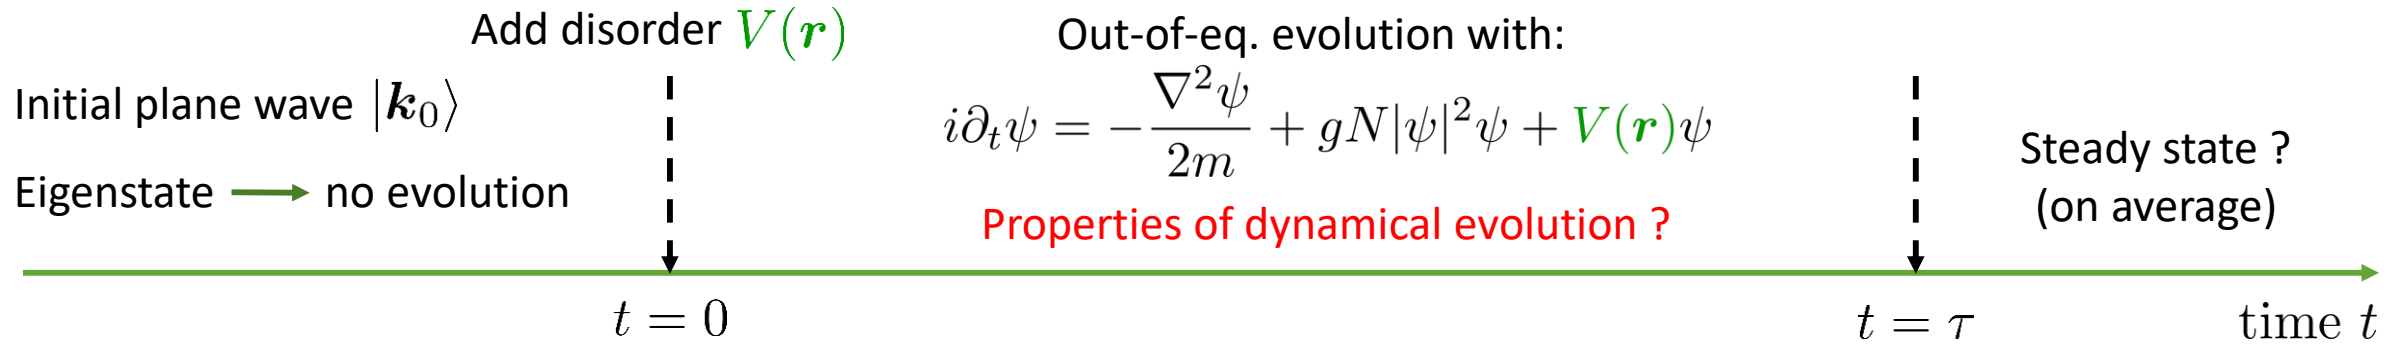 Add disorder V(r)
Out-of-eq. evolution with:
Initial plane wave |k₀⟩
i∂ₜψ = −∇²ψ/2m + gN|ψ|²ψ + V(r)ψ
Steady state ?
Eigenstate → no evolution
(on average)
Properties of dynamical evolution ?
t = 0
t = τ
time t